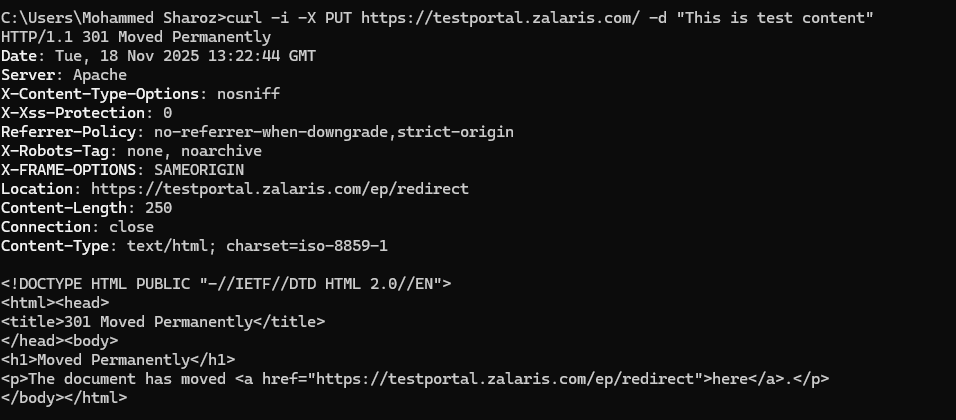 C:\Users\Mohammed Sharoz>curl -i -X PUT https://testportal.zalaris.com/ -d "This is test content"
HTTP/1.1 301 Moved Permanently
Date: Tue, 18 Nov 2025 13:22:44 GMT
Server: Apache
X-Content-Type-Options: nosniff
X-Xss-Protection: 0
Referrer-Policy: no-referrer-when-downgrade,strict-origin
X-Robots-Tag: none, noarchive
X-FRAME-OPTIONS: SAMEORIGIN
Location: https://testportal.zalaris.com/ep/redirect
Content-Length: 250
Connection: close
Content-Type: text/html; charset=iso-8859-1

<!DOCTYPE HTML PUBLIC "-//IETF//DTD HTML 2.0//EN">
<html><head>
<title>301 Moved Permanently</title>
</head><body>
<h1>Moved Permanently</h1>
<p>The document has moved <a href="https://testportal.zalaris.com/ep/redirect">here</a>.</p>
</body></html>